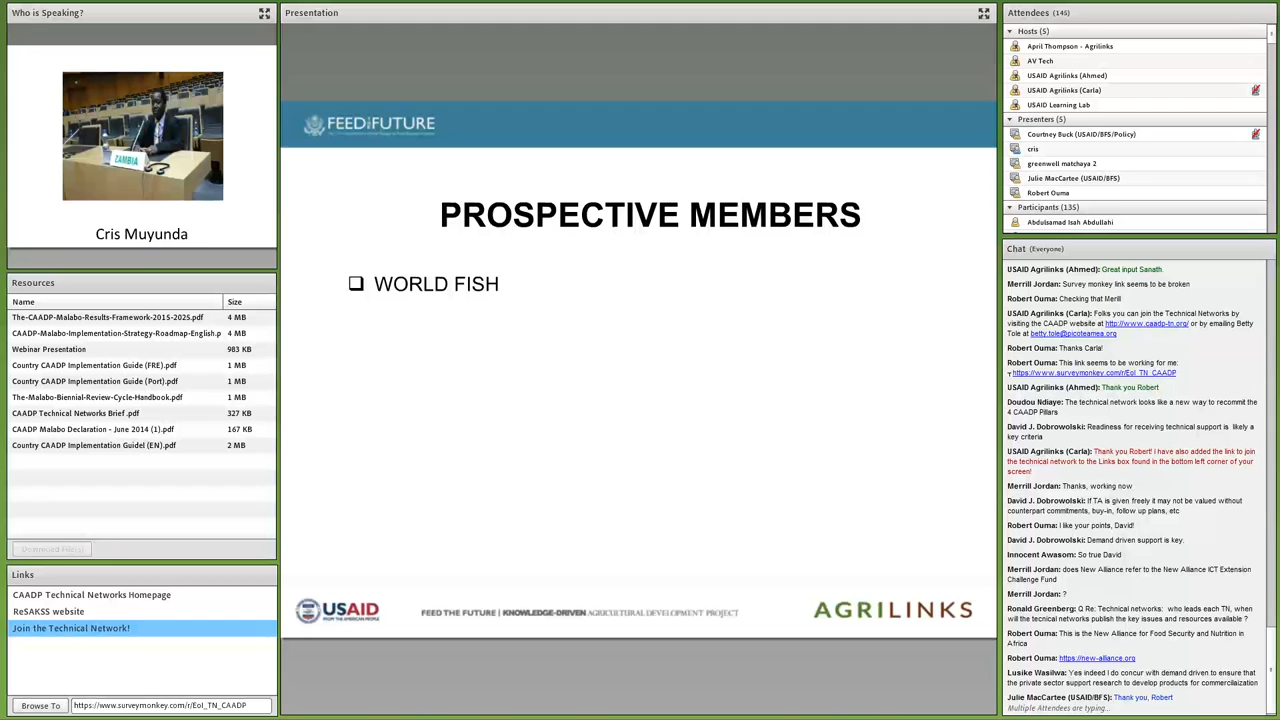 Who is Speaking?
ZAMBIA
Cris Muyunda
Resources
Name Size
The-CAADP-Malabo-Results-Framework-2015-2025.pdf 4 MB
CAADP-Malabo-Implementation-Strategy-Roadmap-English.p 4 MB
Webinar Presentation 983 KB
Country CAADP Implementation Guide (FRE).pdf 1 MB
Country CAADP Implementation Guide (Port).pdf 1 MB
The-Malabo-Biennial-Review-Cycle-Handbook.pdf 1 MB
CAADP Technical Networks Brief .pdf 327 KB
CAADP Malabo Declaration - June 2014 (1).pdf 167 KB
Country CAADP Implementation Guidel (EN).pdf 2 MB
Download File(s)
Links
CAADP Technical Networks Homepage
ReSAKSS website
Join the Technical Network!
Browse To https://www.surveymonkey.com/r/EoI_TN_CAADP
Presentation
FEED THE FUTURE
PROSPECTIVE MEMBERS
WORLD FISH
USAID
FROM THE AMERICAN PEOPLE
FEED THE FUTURE | KNOWLEDGE-DRIVEN AGRICULTURAL DEVELOPMENT PROJECT
AGRILINKS
Attendees (145)
Hosts (5)
April Thompson - Agrilinks
AV Tech
USAID Agrilinks (Ahmed)
USAID Agrilinks (Carla)
USAID Learning Lab
Presenters (5)
Courtney Buck (USAID/BFS/Policy)
cris
greenwell matchaya 2
Julie MacCartee (USAID/BFS)
Robert Ouma
Participants (135)
Abdulsamad Isah Abdullahi
Chat (Everyone)
USAID Agrilinks (Ahmed): Great input Sanath.
Merrill Jordan: Survey monkey link seems to be broken
Robert Ouma: Checking that Merill
USAID Agrilinks (Carla): Folks you can join the Technical Networks by
visiting the CAADP website at http://www.caadp-tn.org/ or by emailing Betty
Tole at betty.tole@picoteamea.org
Robert Ouma: Thanks Carla!
Robert Ouma: This link seems to be working for me:
https://www.surveymonkey.com/r/EoI_TN_CAADP
USAID Agrilinks (Ahmed): Thank you Robert
Doudou Ndiaye: The technical network looks like a new way to recommit the
4 CAADP Pillars
David J. Dobrowolski: Readiness for receiving technical support is likely a
key criteria
USAID Agrilinks (Carla): Thank you Robert! I have also added the link to join
the technical network to the Links box found in the bottom left corner of your
screen!
Merrill Jordan: Thanks, working now
David J. Dobrowolski: If TA is given freely it may not be valued without
counterpart commitments, buy-in, follow up plans, etc
Robert Ouma: I like your points, David!
David J. Dobrowolski: Demand driven support is key.
Innocent Awasom: So true David
Merrill Jordan: does New Alliance refer to the New Alliance ICT Extension
Challenge Fund
Merrill Jordan: ?
Ronald Greenberg: Q Re: Technical networks: who leads each TN, when
will the tecnical networks publish the key issues and resources available ?
Robert Ouma: This is the New Alliance for Food Security and Nutrition in
Africa
Robert Ouma: https://new-alliance.org
Lusike Wasilwa: Yes indeed I do concur with demand driven to ensure that
the private sector support research to develop products for commercilaization
Julie MacCartee (USAID/BFS): Thank you, Robert
Multiple Attendees are typing...